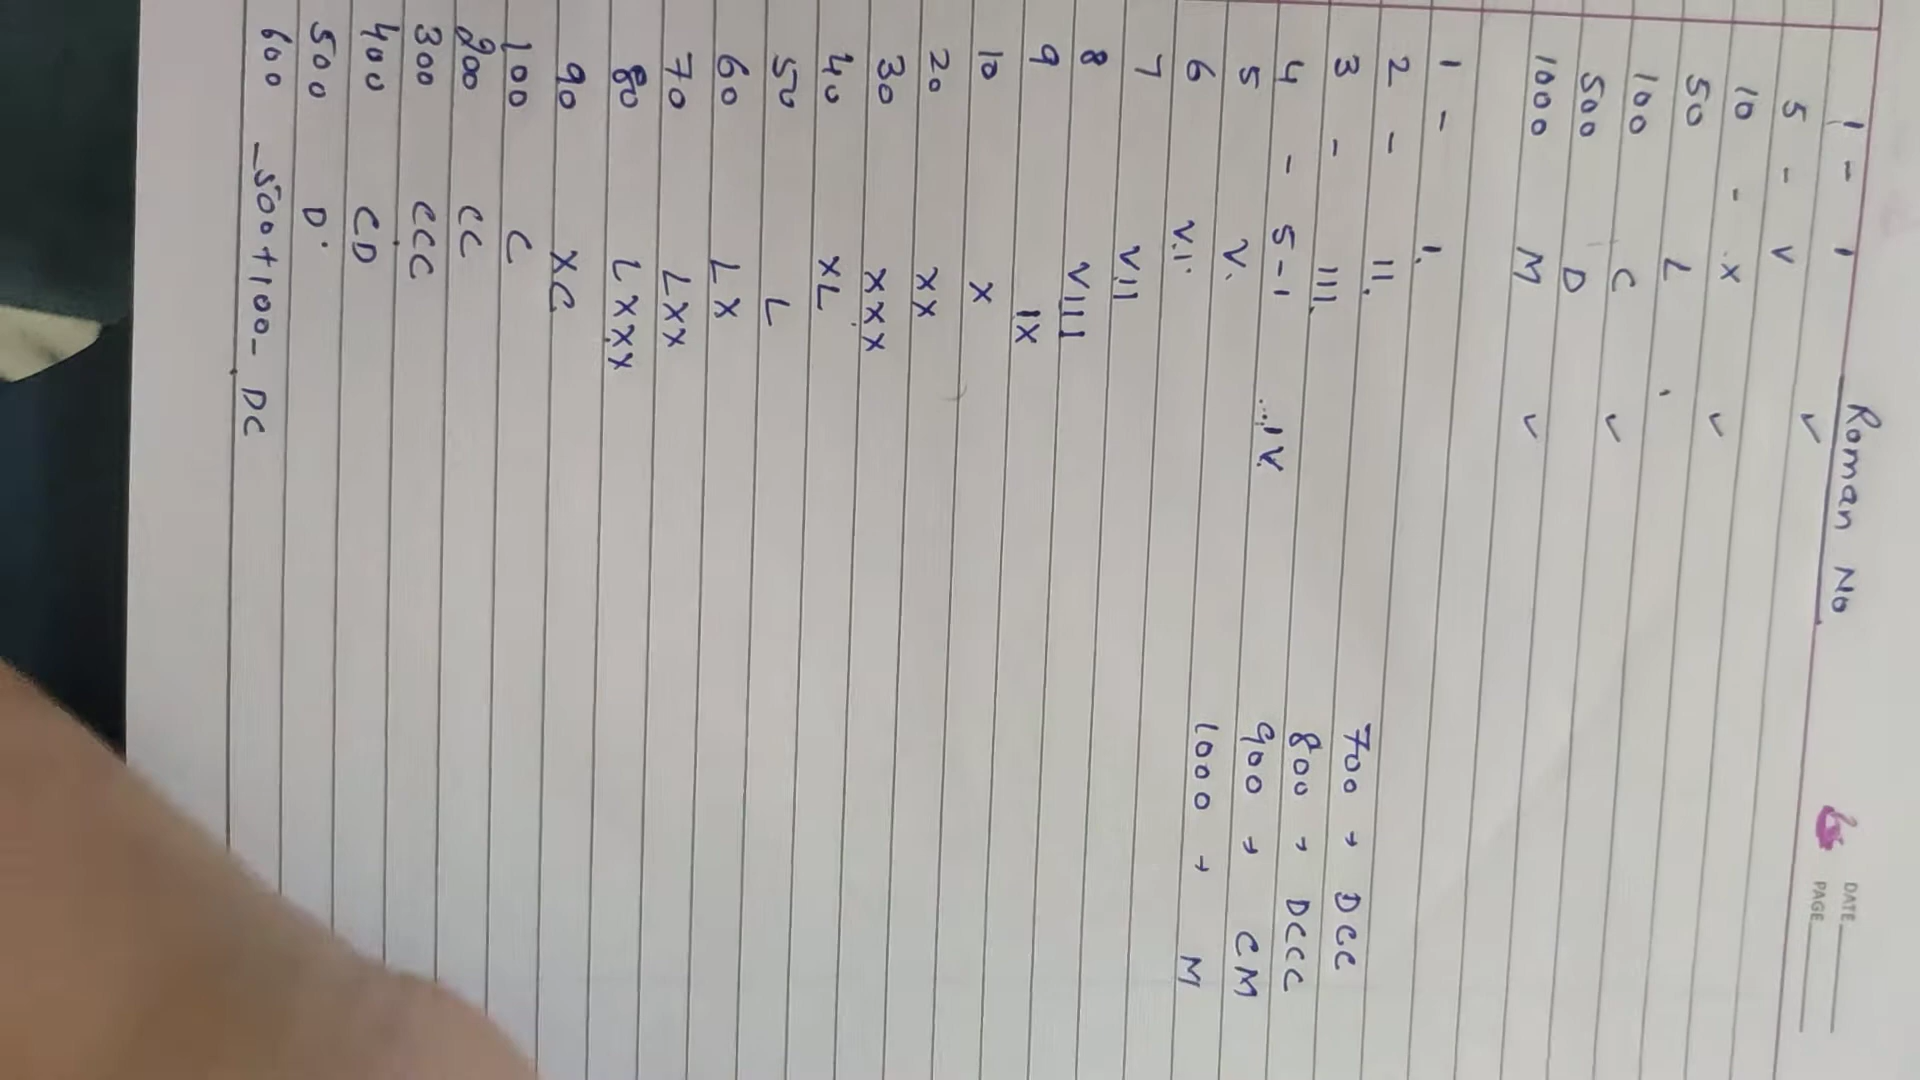 DATE
PAGE
Roman No
1 - I
5 - V ✓
10 - X ✓
50 L
100 C ✓
500 D
1000 M ✓
1 - I.
2 - II.
3 - III.
4 - 5-1 ...IV.
5 V.
6 VI
7 VII
8 VIII
9 IX
10 X
20 XX
30 XXX
40 XL
50 L
60 LX
70 LXX
80 LXXX
90 XC
100 C
200 CC
300 CCC
400 CD
500 D.
600 - 500+100- DC
700 → DCC
800 → DCCC
900 → CM
1000 → M